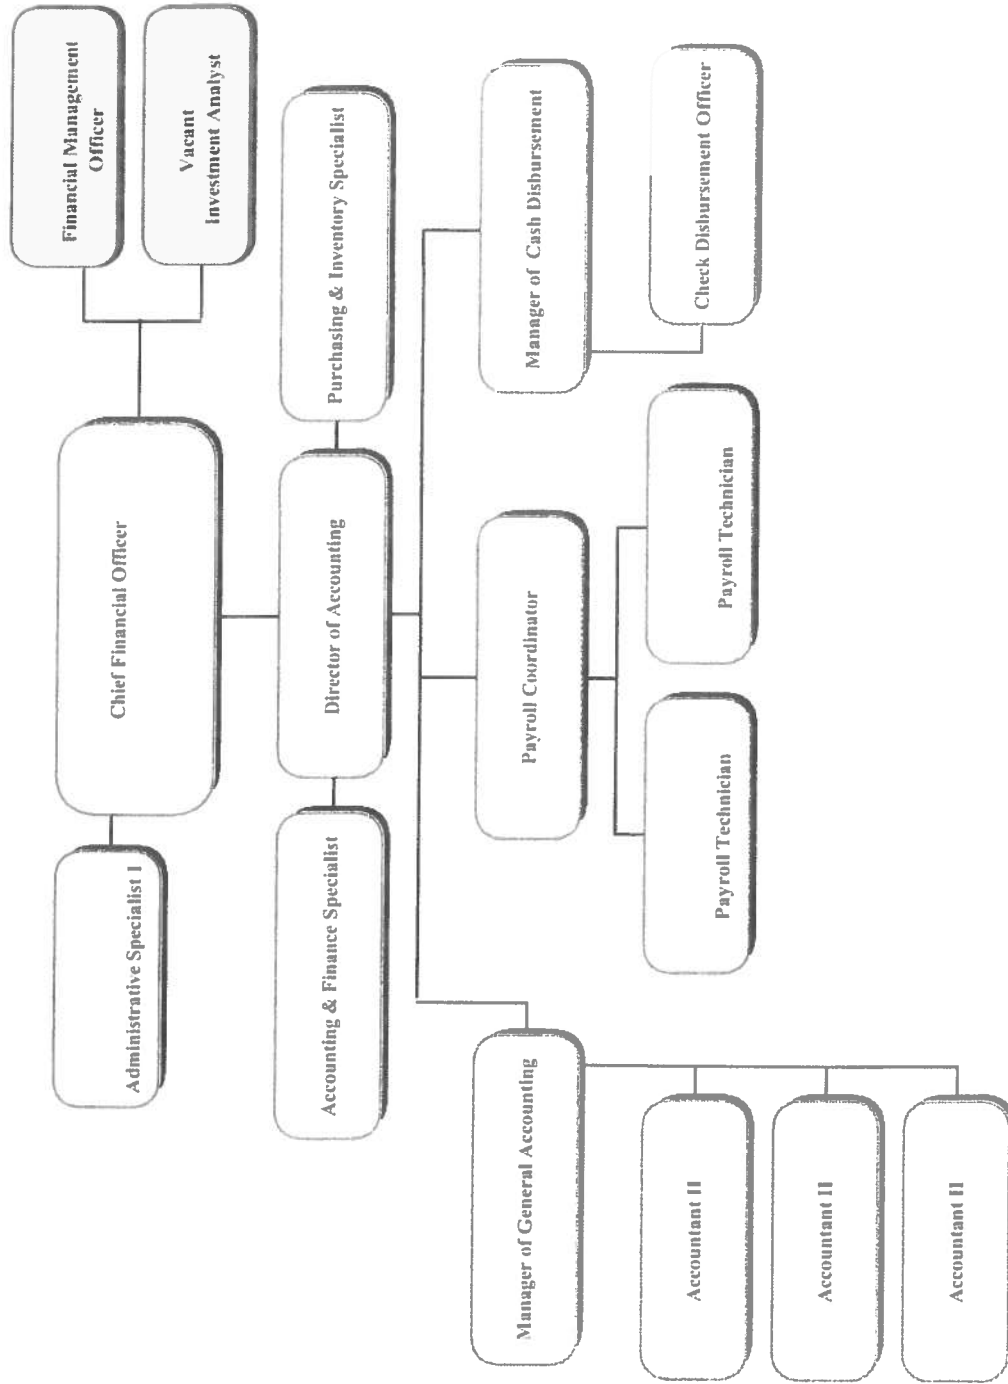 Chief Financial Officer
Administrative Specialist I
Financial Management
Officer
Vacant
Investment Analyst
Accounting & Finance Specialist
Director of Accounting
Purchasing & Inventory Specialist
Manager of General Accounting
Payroll Coordinator
Manager of Cash Disbursement
Accountant II
Accountant II
Accountant II
Payroll Technician
Payroll Technician
Check Disbursement Officer